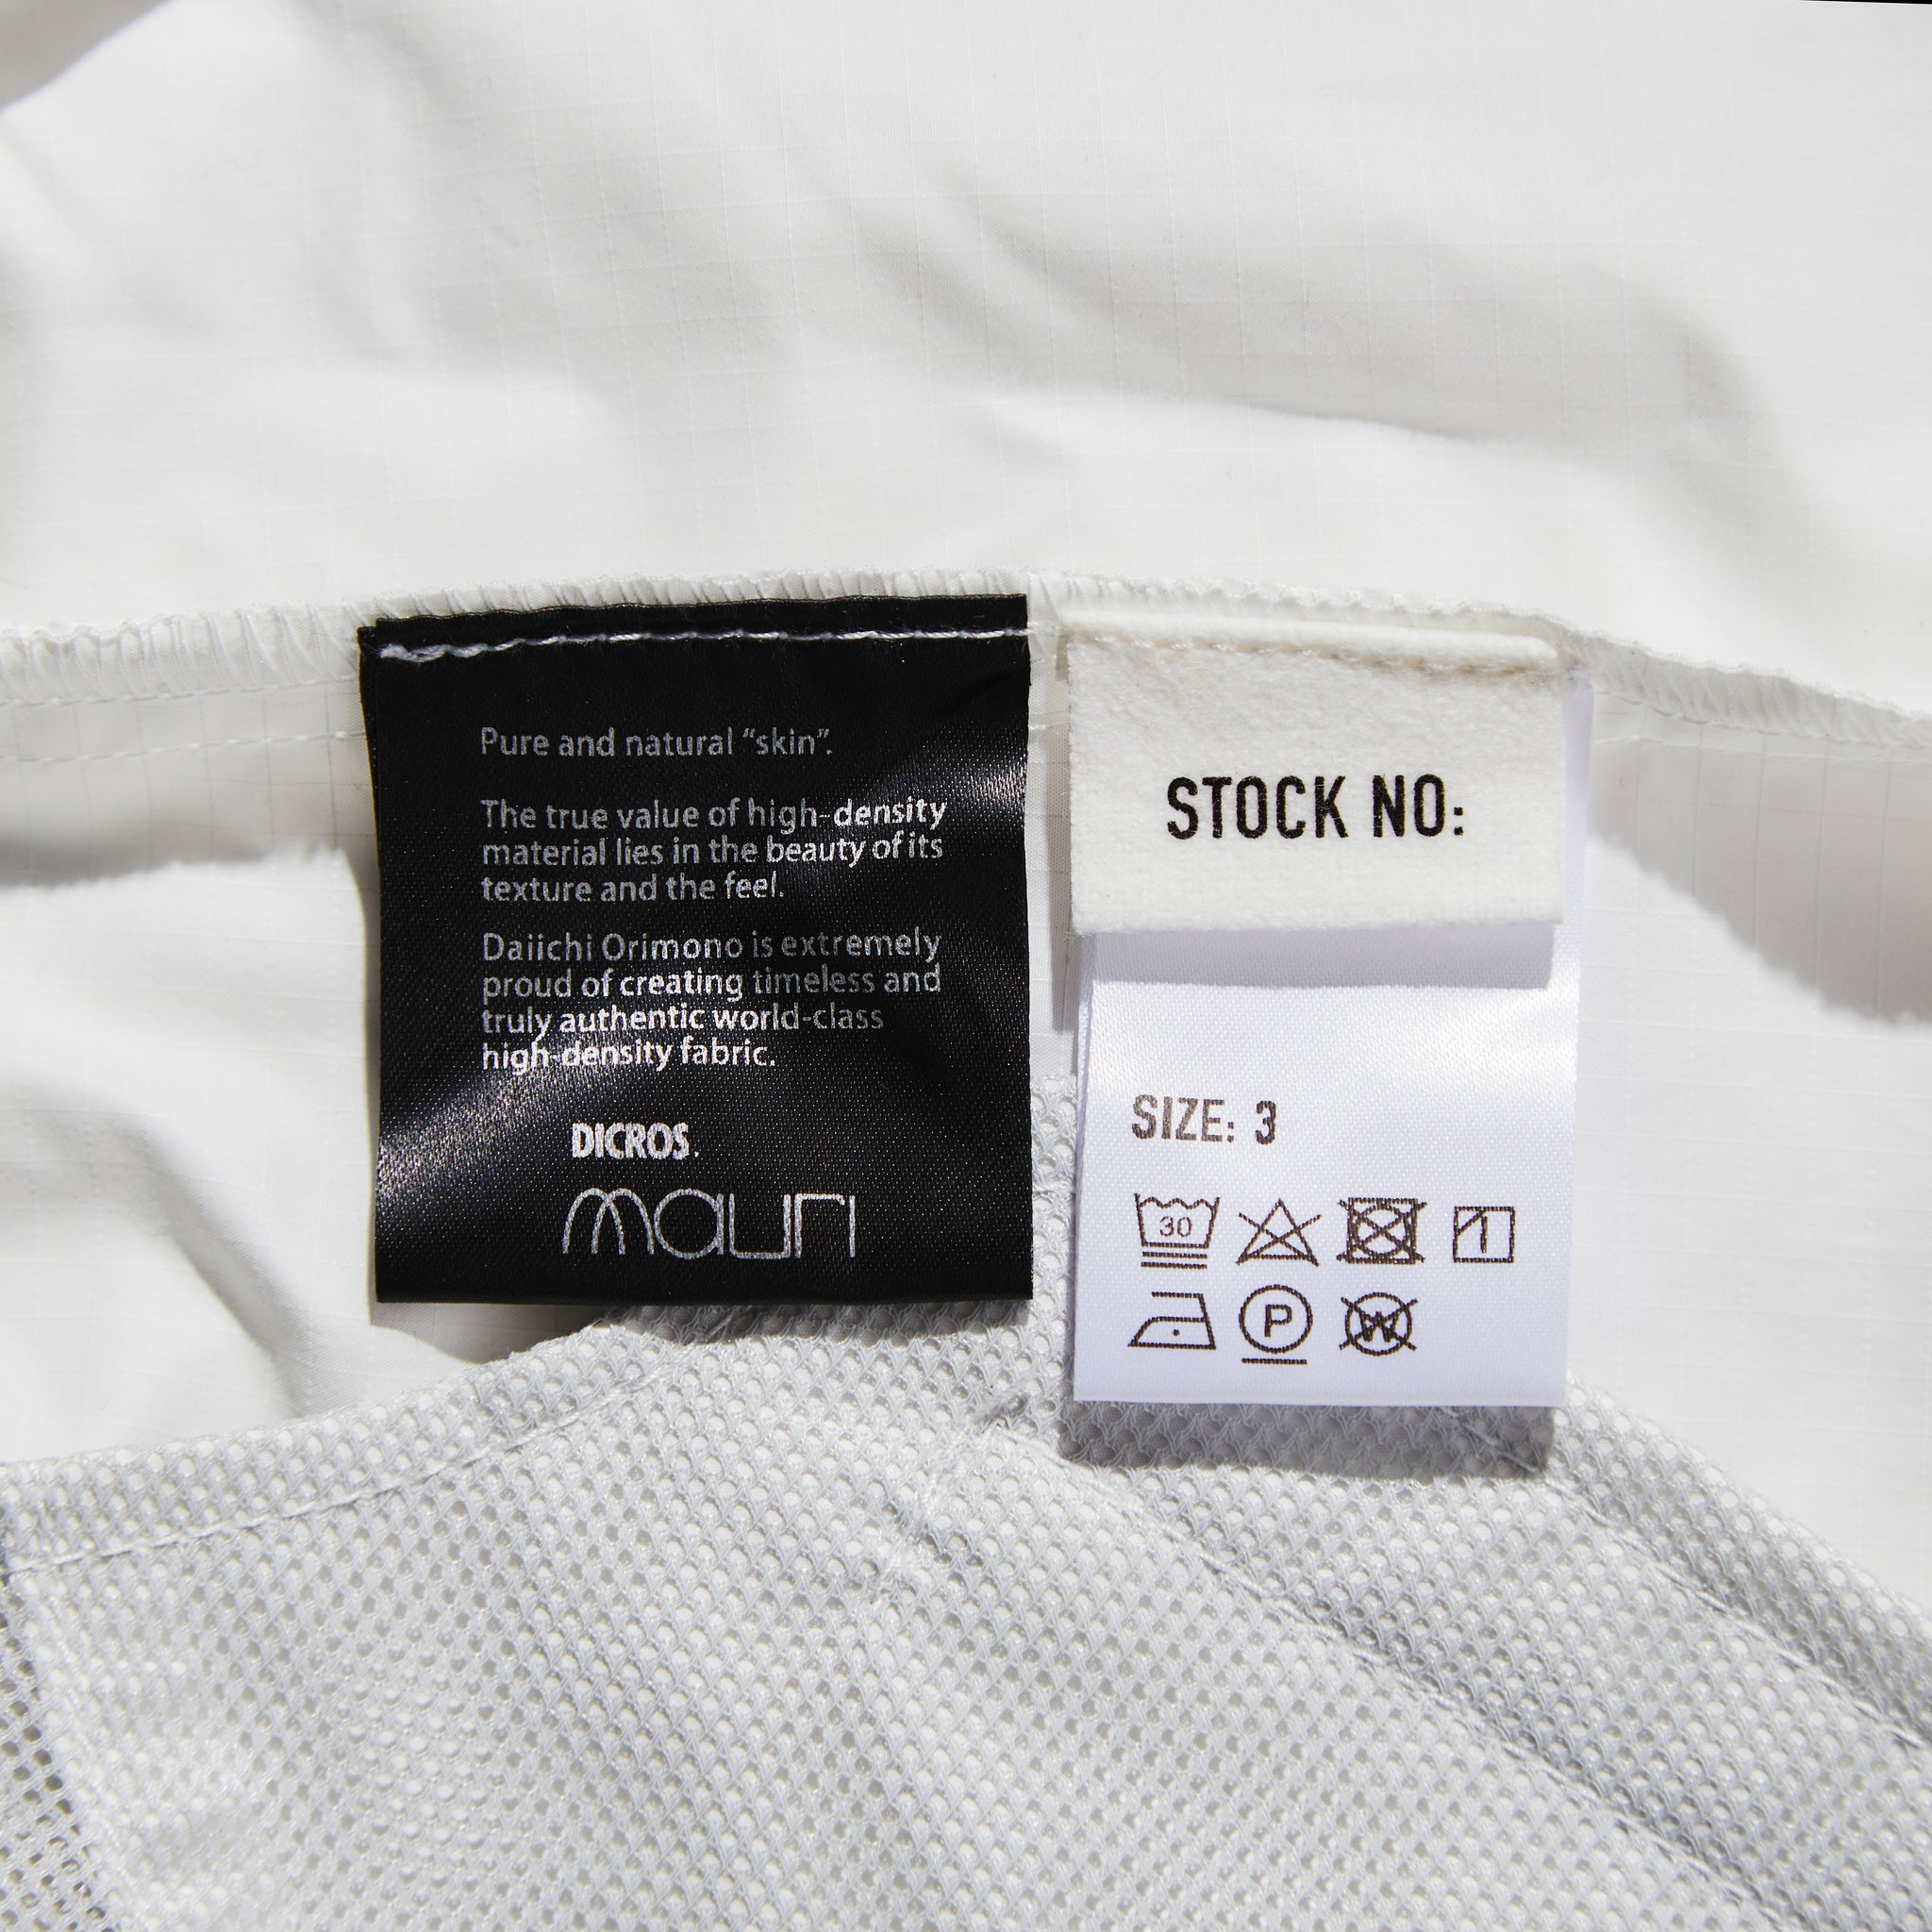 Pure and natural “skin”.
The true value of high-density
material lies in the beauty of its
texture and the feel.
Daiichi Orimono is extremely
proud of creating timeless and
truly authentic world-class
high-density fabric.
DICROS.
mauri
STOCK NO:
SIZE: 3
30
P
W